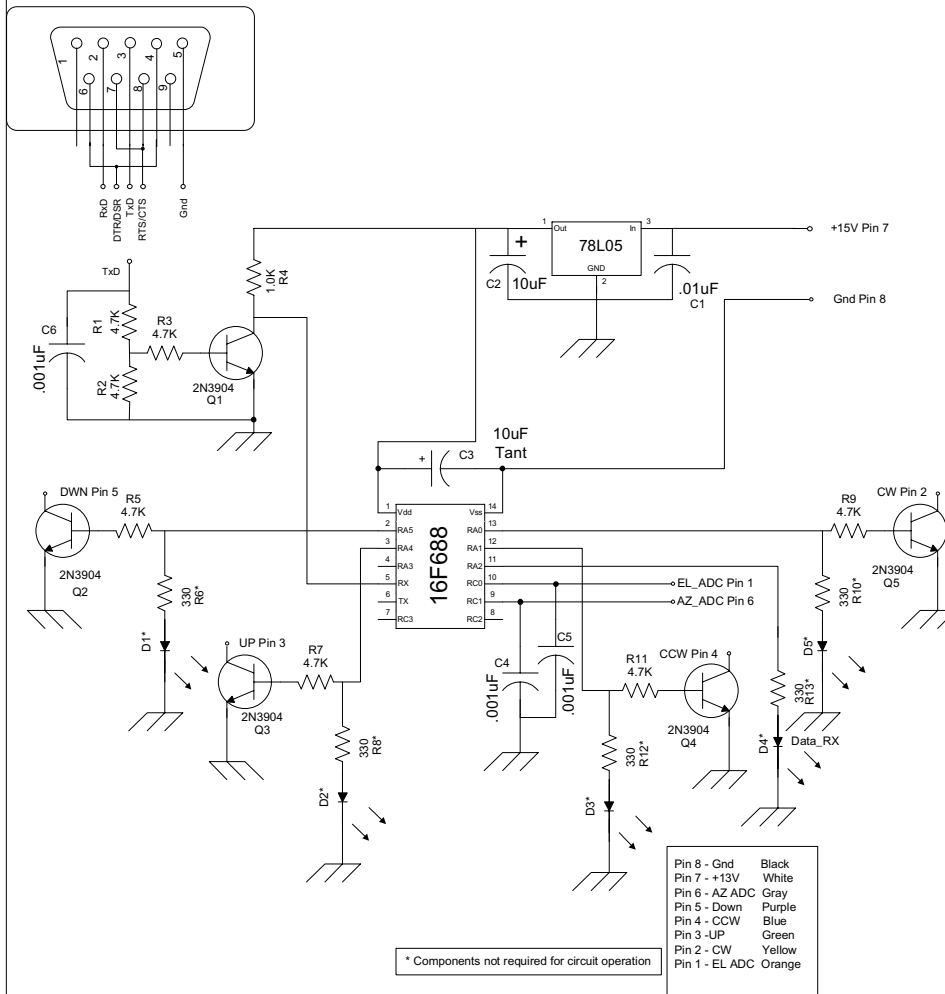 1
2
3
4
5
6
7
8
9
RxD
DTR/DSR
TxD
RTS/CTS
Gnd
TxD
C6
.001uF
R1
4.7K
R2
4.7K
R3
4.7K
2N3904
Q1
1.0K
R4
1
Out
In
3
78L05
GND
2
+
C2
10uF
.01uF
C1
+15V Pin 7
Gnd Pin 8
10uF
Tant
+
C3
16F688
1
Vdd
2
RA5
3
RA4
4
RA3
5
RX
6
TX
7
RC3
Vss
14
RA0
13
RA1
12
RA2
11
RC0
10
RC1
9
RC2
8
DWN Pin 5
R5
4.7K
2N3904
Q2
330
R6*
D1*
UP Pin 3
R7
4.7K
2N3904
Q3
330
R8*
D2*
EL_ADC Pin 1
AZ_ADC Pin 6
C4
.001uF
C5
.001uF
R11
4.7K
CCW Pin 4
2N3904
Q4
330
R12*
D3*
R9
4.7K
CW Pin 2
2N3904
Q5
330
R10*
D5*
330
R13*
D4*
Data_RX
* Components not required for circuit operation
Pin 8 - Gnd Black
Pin 7 - +13V White
Pin 6 - AZ ADC Gray
Pin 5 - Down Purple
Pin 4 - CCW Blue
Pin 3 -UP Green
Pin 2 - CW Yellow
Pin 1 - EL ADC Orange